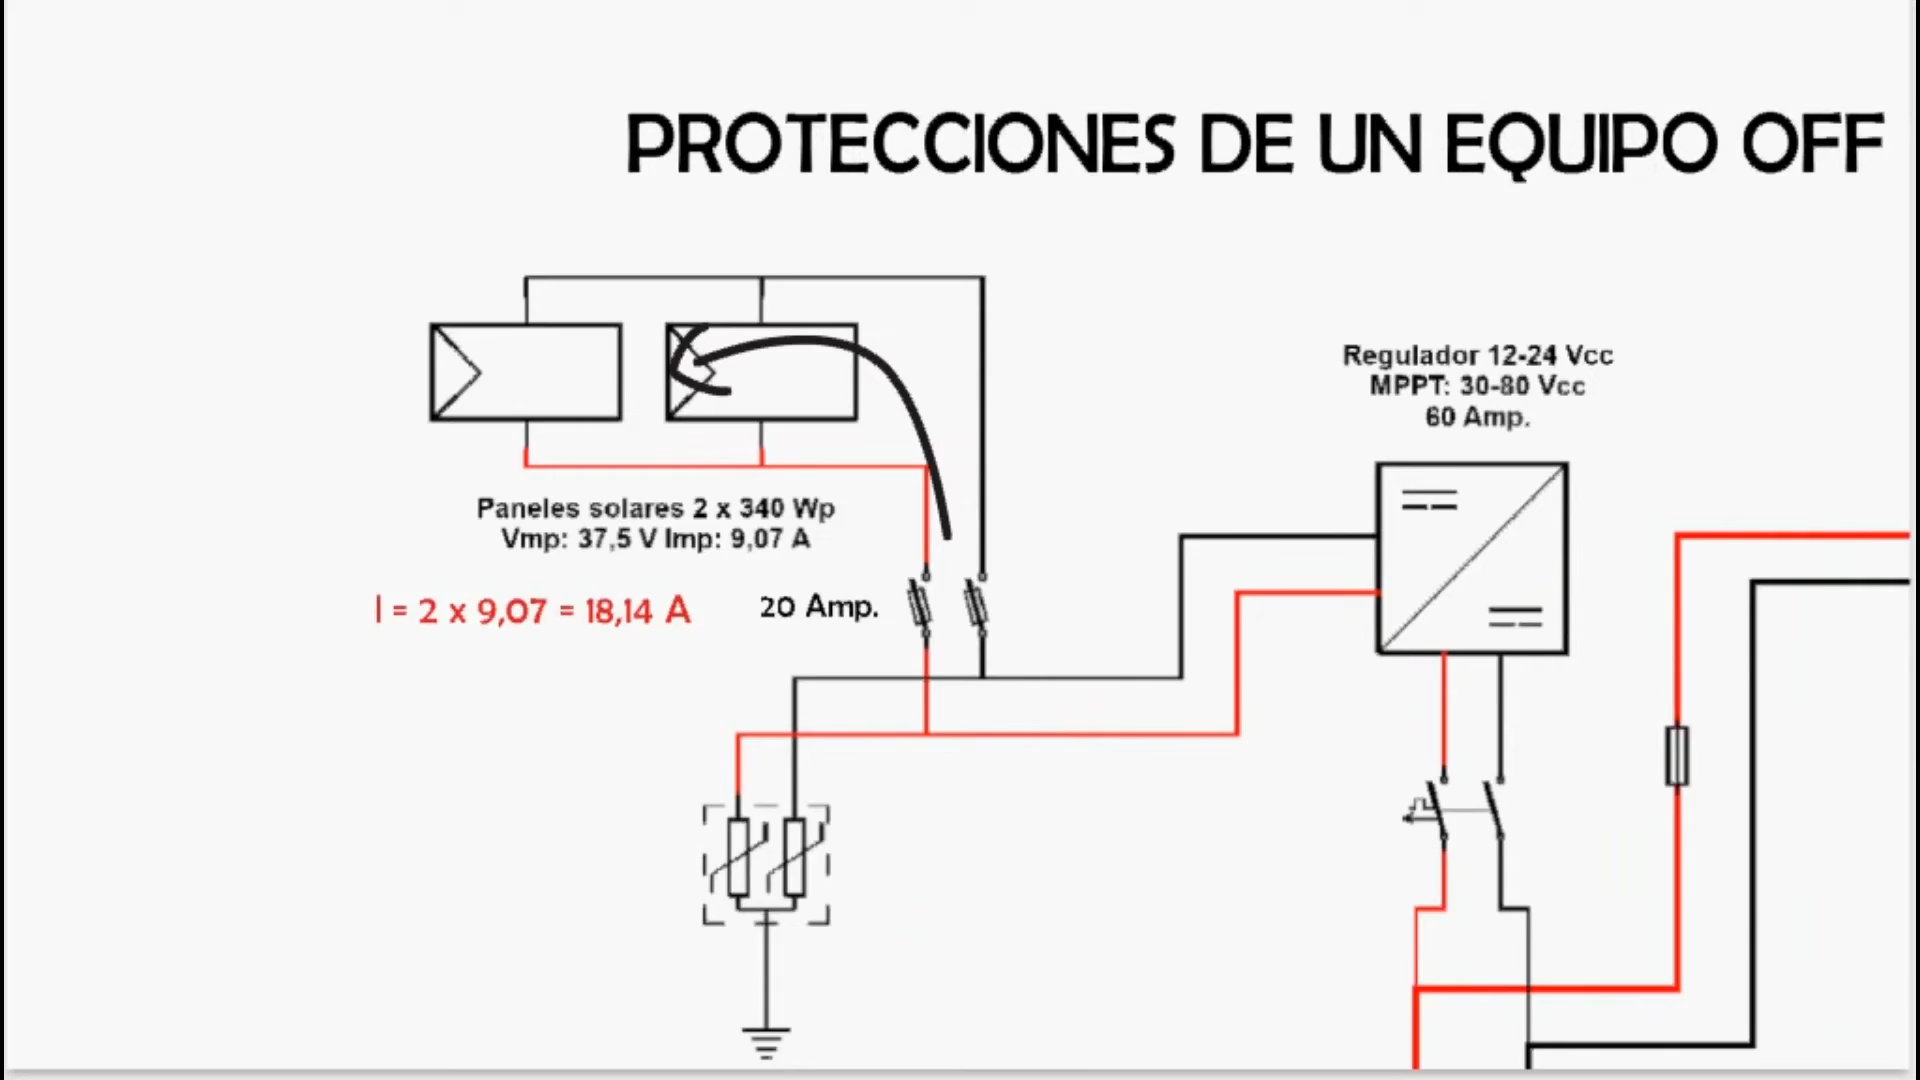 PROTECCIONES DE UN EQUIPO OFF
Regulador 12-24 Vcc
MPPT: 30-80 Vcc
60 Amp.
Paneles solares 2 x 340 Wp
Vmp: 37,5 V Imp: 9,07 A
I = 2 x 9,07 = 18,14 A
20 Amp.